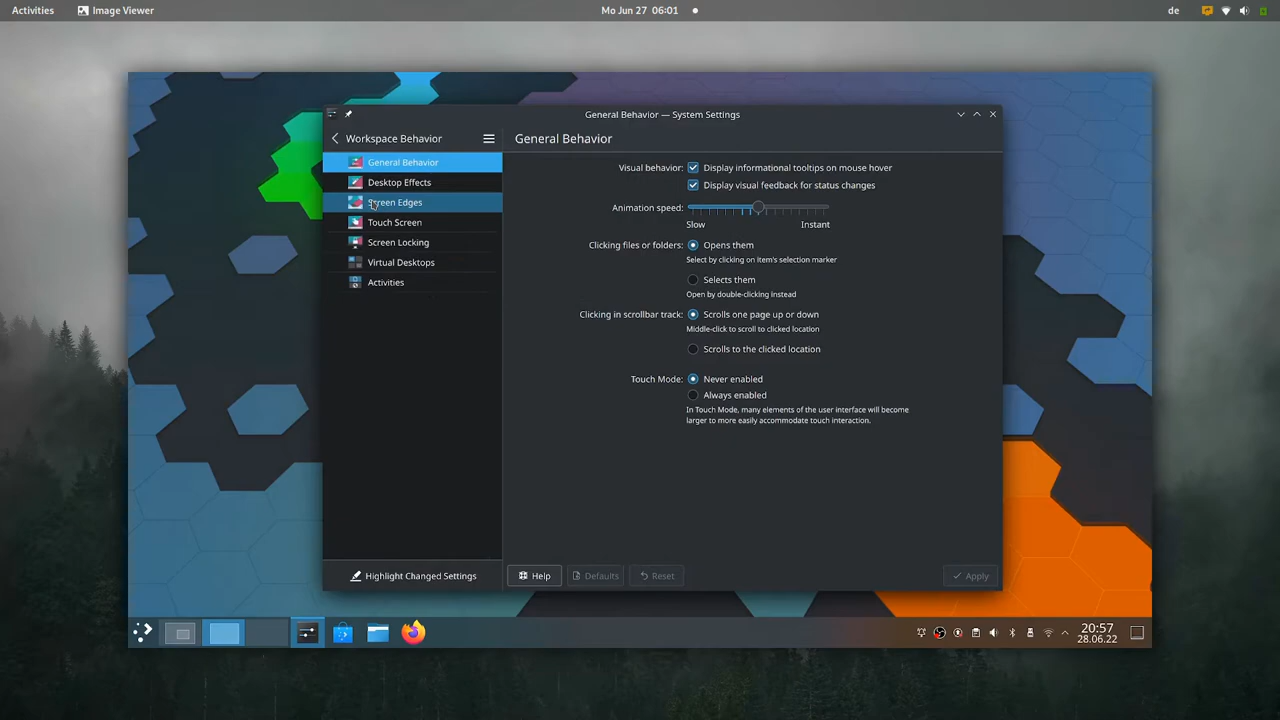 Activities Image Viewer Mo Jun 27 06:01 de
General Behavior — System Settings
Workspace Behavior
General Behavior
General Behavior
Desktop Effects
Screen Edges
Touch Screen
Screen Locking
Virtual Desktops
Activities
Visual behavior: Display informational tooltips on mouse hover
Display visual feedback for status changes
Animation speed:
Slow Instant
Clicking files or folders: Opens them
Select by clicking on item's selection marker
Selects them
Open by double-clicking instead
Clicking in scrollbar track: Scrolls one page up or down
Middle-click to scroll to clicked location
Scrolls to the clicked location
Touch Mode: Never enabled
Always enabled
In Touch Mode, many elements of the user interface will become
larger to more easily accommodate touch interaction.
Highlight Changed Settings
Help Defaults Reset Apply
20:57
28.06.22